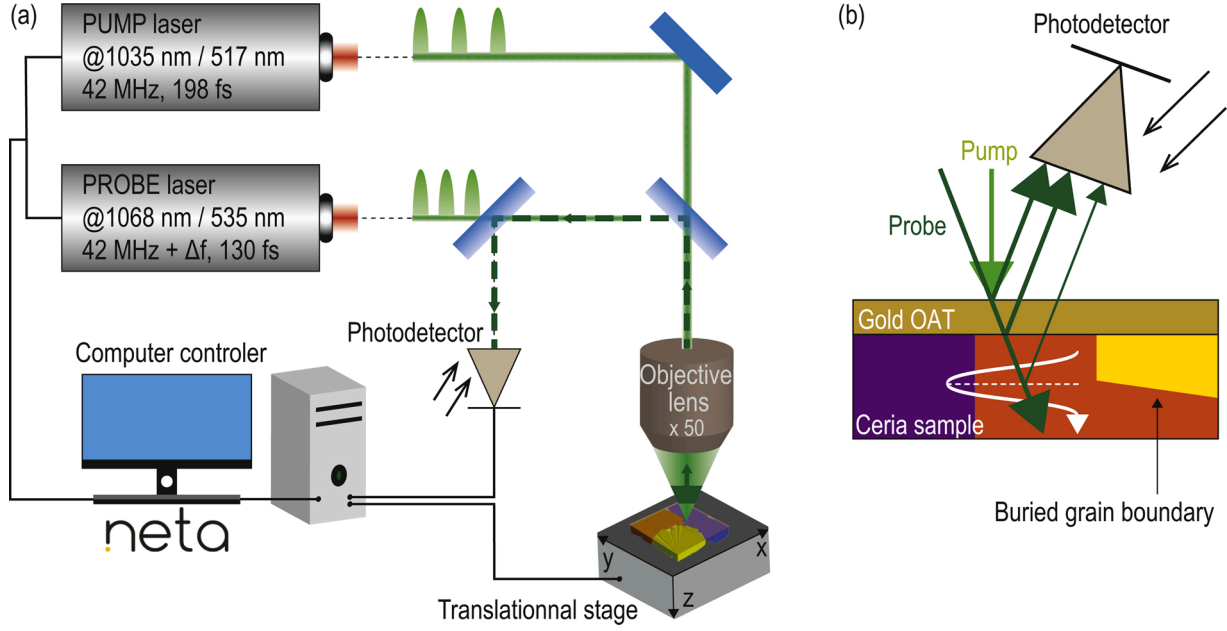 (a)
PUMP laser
@1035 nm / 517 nm
42 MHz, 198 fs
PROBE laser
@1068 nm / 535 nm
42 MHz + Δf, 130 fs
Photodetector
Computer controler
Objective
lens
x 50
neta
y
x
z
Translationnal stage
(b)
Photodetector
Pump
Probe
Gold OAT
Ceria sample
Buried grain boundary